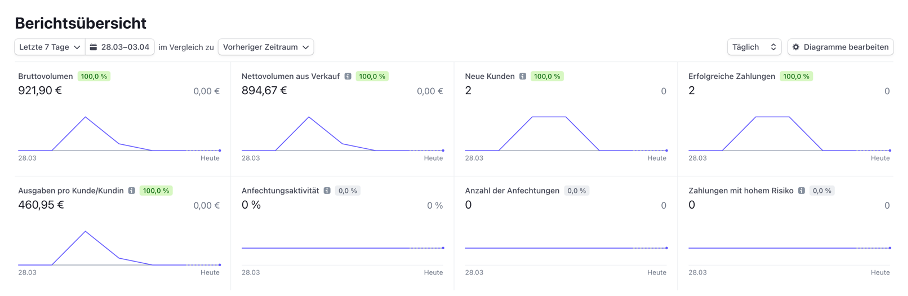 Berichtsübersicht
Letzte 7 Tage 28.03–03.04 im Vergleich zu Vorheriger Zeitraum Täglich Diagramme bearbeiten
Bruttovolumen 100,0 % Nettovolumen aus Verkauf 100,0 % Neue Kunden 100,0 % Erfolgreiche Zahlungen 100,0 %
921,90 € 0,00 € 894,67 € 0,00 € 2 0 2 0
28.03 Heute 28.03 Heute 28.03 Heute 28.03 Heute
Ausgaben pro Kunde/Kundin 100,0 % Anfechtungsaktivität 0,0 % Anzahl der Anfechtungen 0,0 % Zahlungen mit hohem Risiko 0,0 %
460,95 € 0,00 € 0 % 0 % 0 0 0 0
28.03 Heute 28.03 Heute 28.03 Heute 28.03 Heute